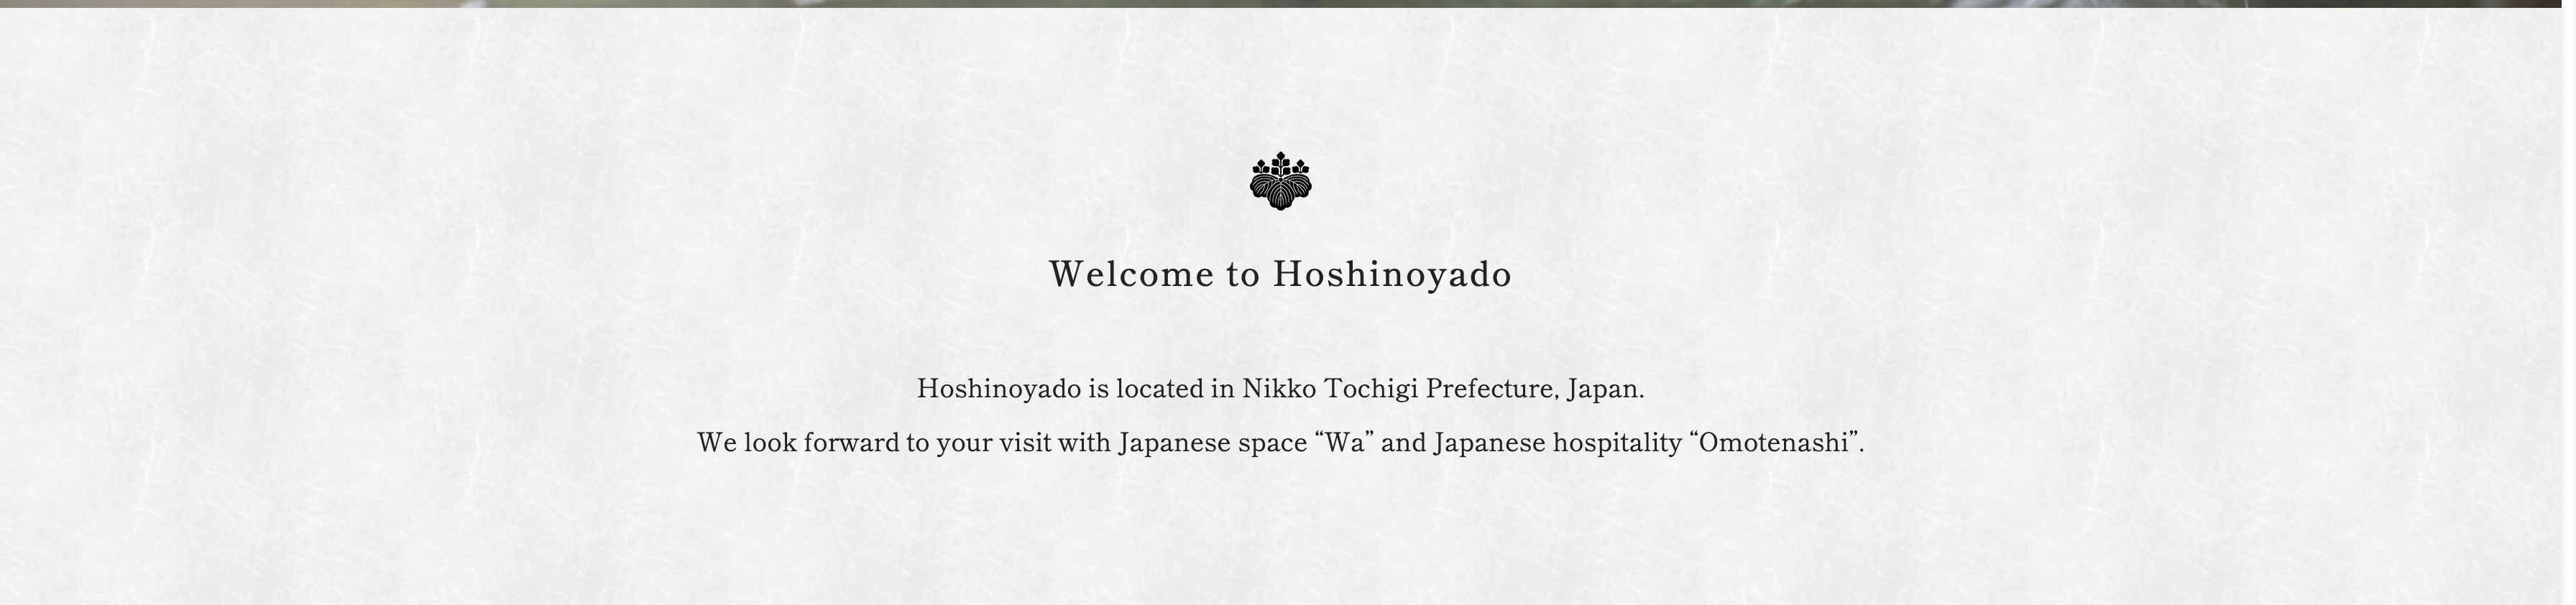 Welcome to Hoshinoyado
Hoshinoyado is located in Nikko Tochigi Prefecture, Japan.
We look forward to your visit with Japanese space “Wa” and Japanese hospitality “Omotenashi”.